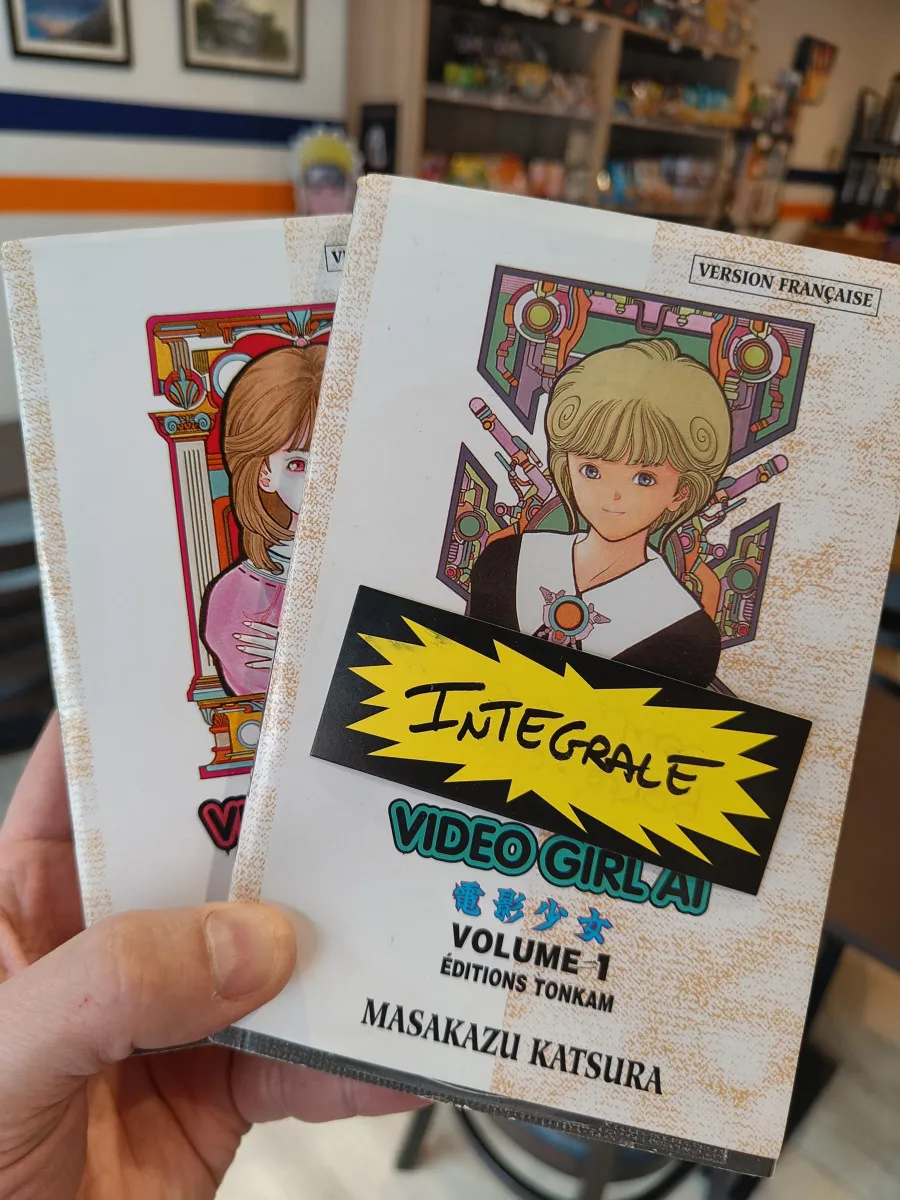 VERSION FRANÇAISE
INTEGRALE
VIDEO GIRL AI
電影少女
VOLUME 1
ÉDITIONS TONKAM
MASAKAZU KATSURA